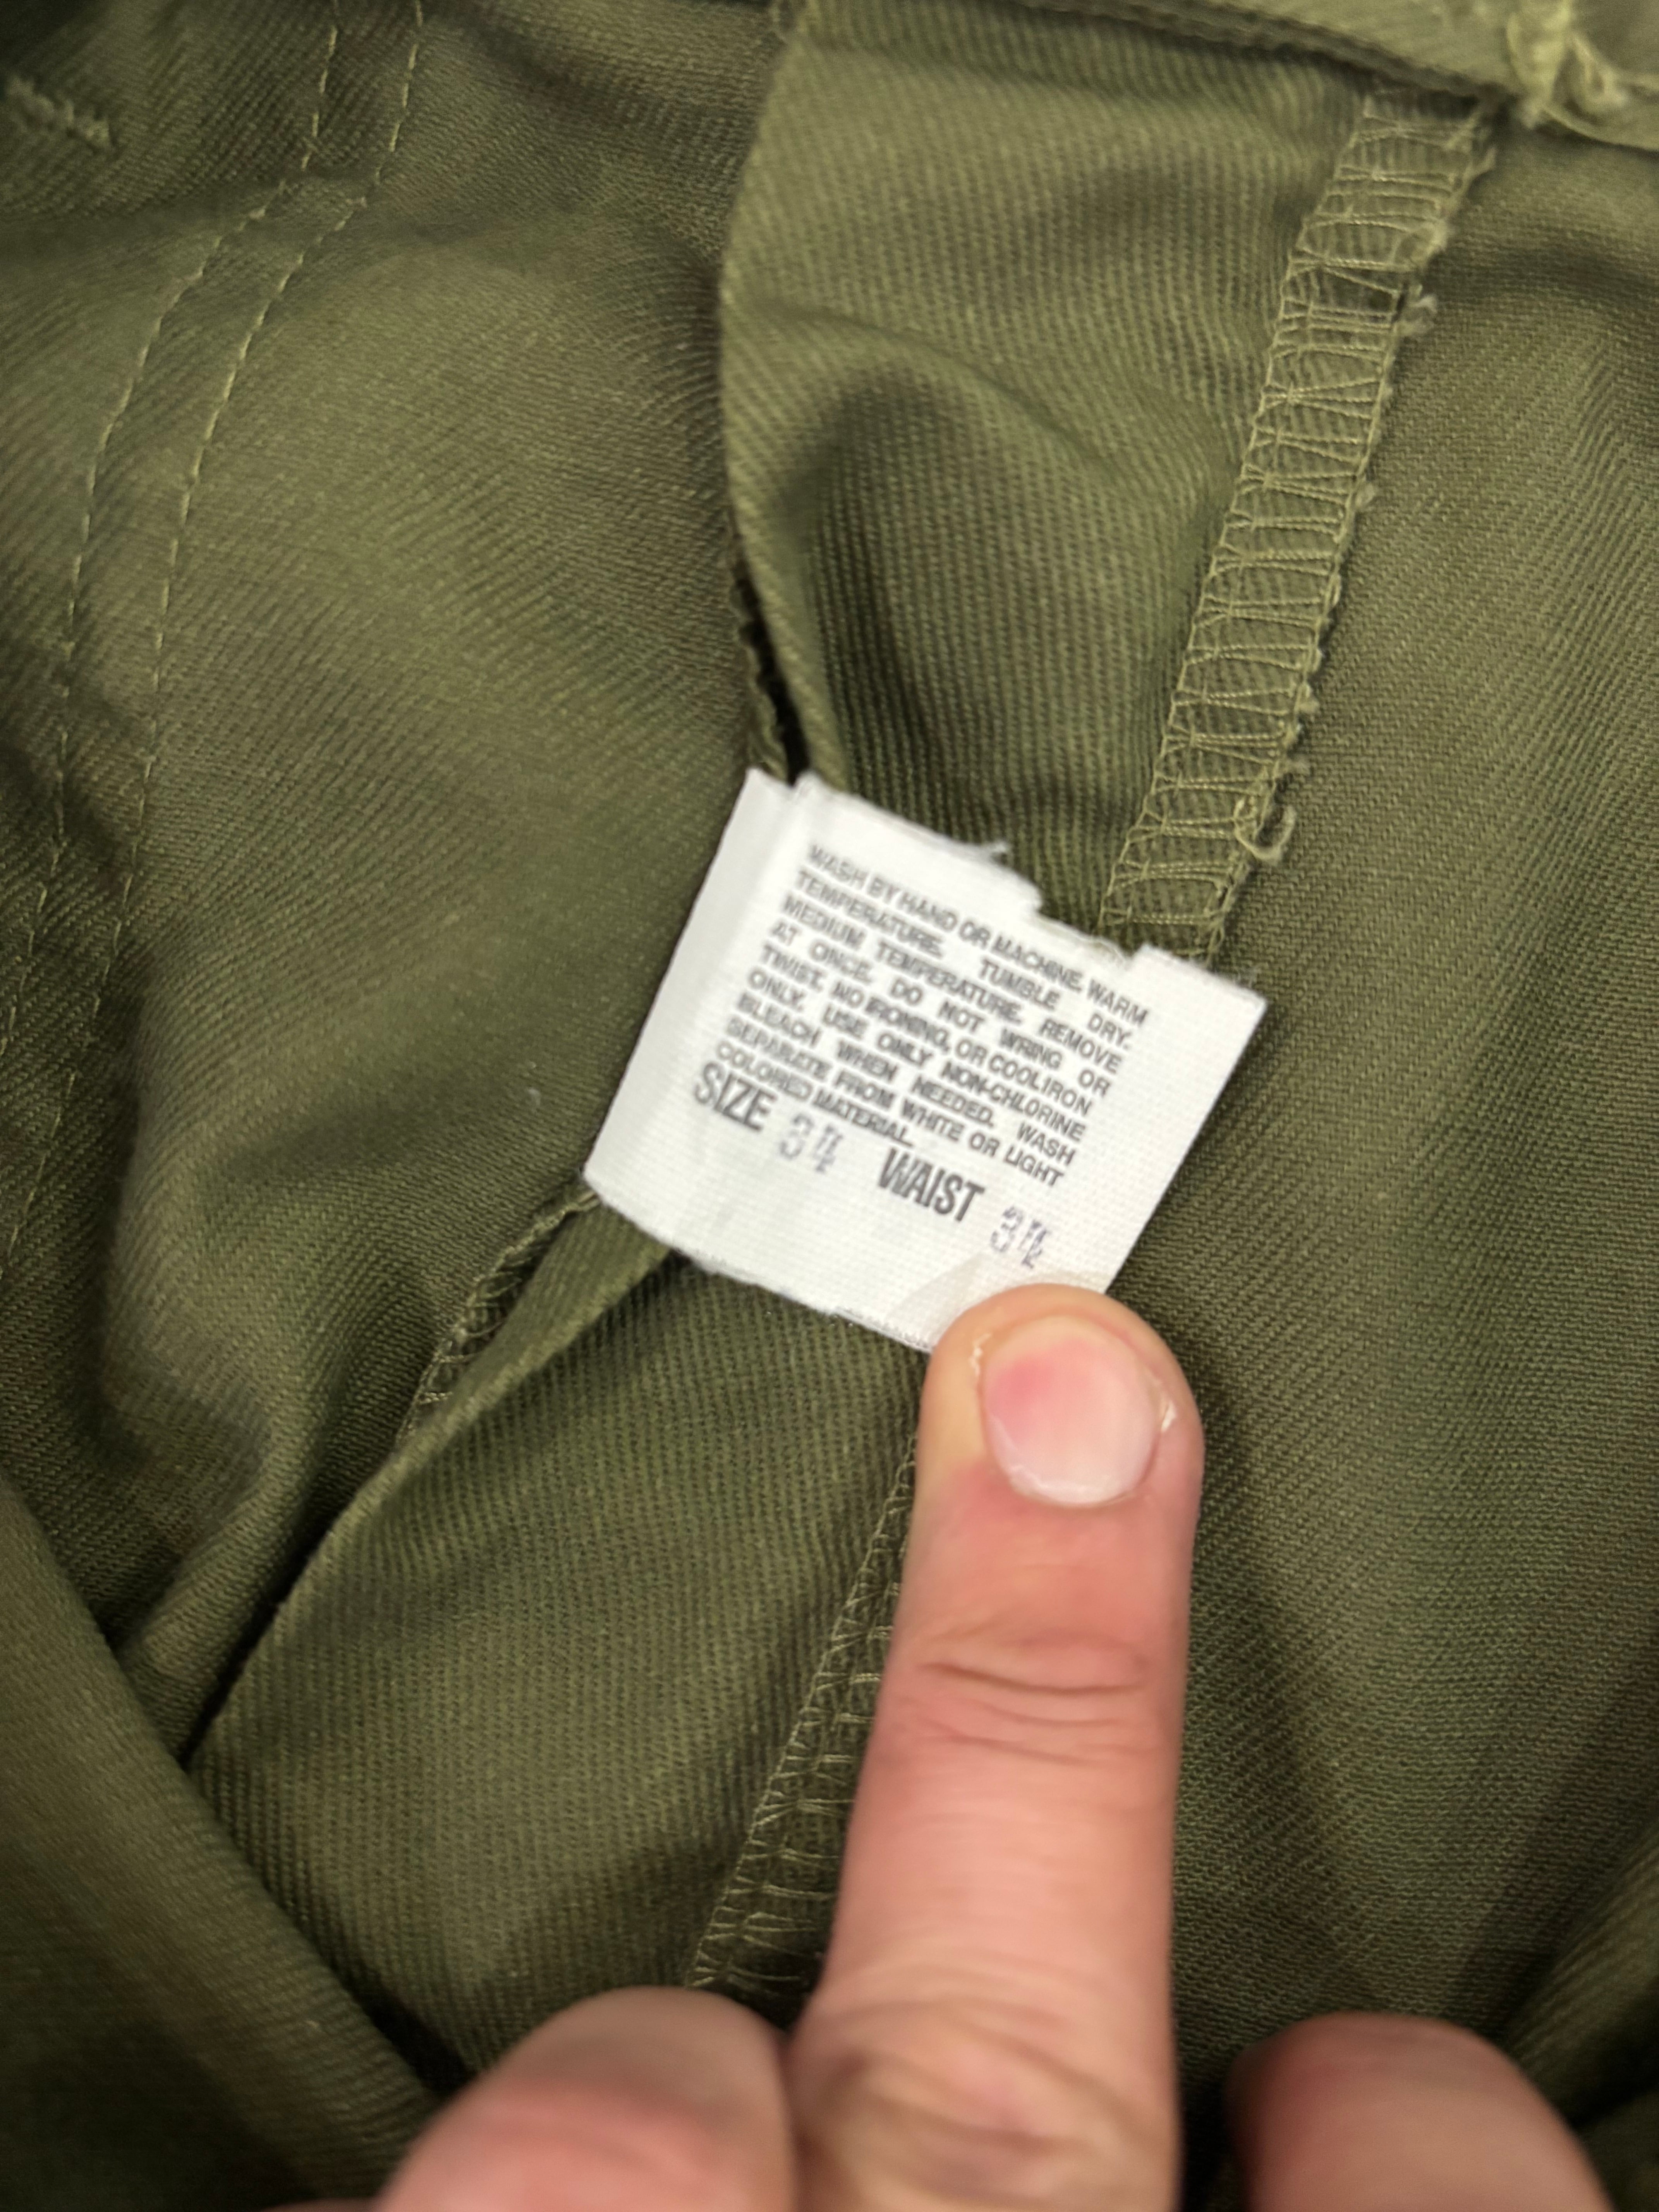 WASH BY HAND OR MACHINE. WARM
TEMPERATURE. TUMBLE DRY.
MEDIUM TEMPERATURE. REMOVE
AT ONCE. DO NOT WRING OR
TWIST. NO IRONING, OR COOL IRON
ONLY. USE ONLY NON-CHLORINE
BLEACH WHEN NEEDED. WASH
SEPARATE FROM WHITE OR LIGHT
COLORED MATERIAL.
SIZE 34 WAIST 34